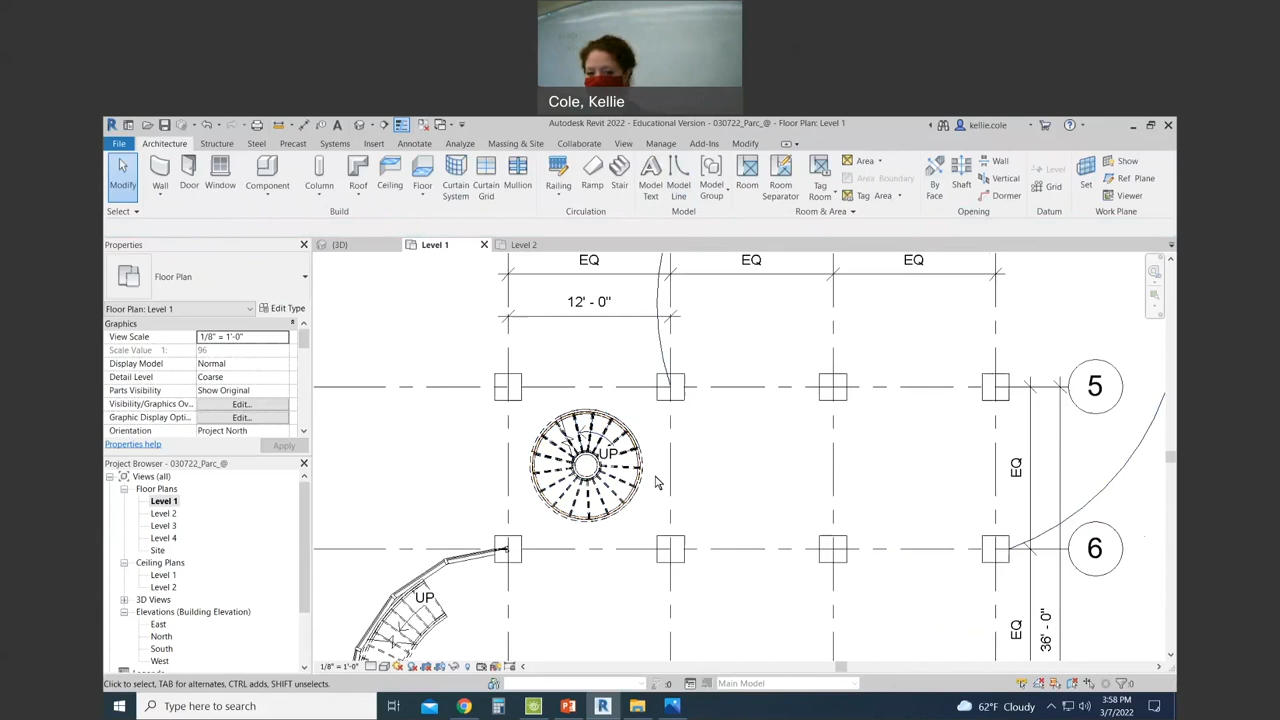 Cole, Kellie
Autodesk Revit 2022 - Educational Version - 030722_Parc_@ - Floor Plan: Level 1
kellie.cole
File Architecture Structure Steel Precast Systems Insert Annotate Analyze Massing & Site Collaborate View Manage Add-Ins Modify
Modify Wall Door Window Component Column Roof Ceiling Floor Curtain System Curtain Grid Mullion Railing Ramp Stair Model Text Model Line Model Group Room Room Separator Tag Room Area Area Boundary Tag Area By Face Shaft Wall Vertical Dormer Level Grid Set Show Ref Plane Viewer
Select Build Circulation Model Room & Area Opening Datum Work Plane
Properties
(3D) Level 1 Level 2
Floor Plan
Floor Plan: Level 1 Edit Type
Graphics
View Scale 1/8" = 1'-0"
Scale Value 1: 96
Display Model Normal
Detail Level Coarse
Parts Visibility Show Original
Visibility/Graphics Ov... Edit...
Graphic Display Opti... Edit...
Orientation Project North
Properties help Apply
Project Browser - 030722_Parc_@
Views (all)
Floor Plans
Level 1
Level 2
Level 3
Level 4
Site
Ceiling Plans
Level 1
Level 2
3D Views
Elevations (Building Elevation)
East
North
South
West
EQ EQ EQ
12' - 0"
5
UP
EQ
6
UP
EQ
36' - 0"
1/8" = 1'-0"
Click to select, TAB for alternates, CTRL adds, SHIFT unselects.
:0 Main Model :0
Type here to search
62°F Cloudy
3:58 PM
3/7/2022